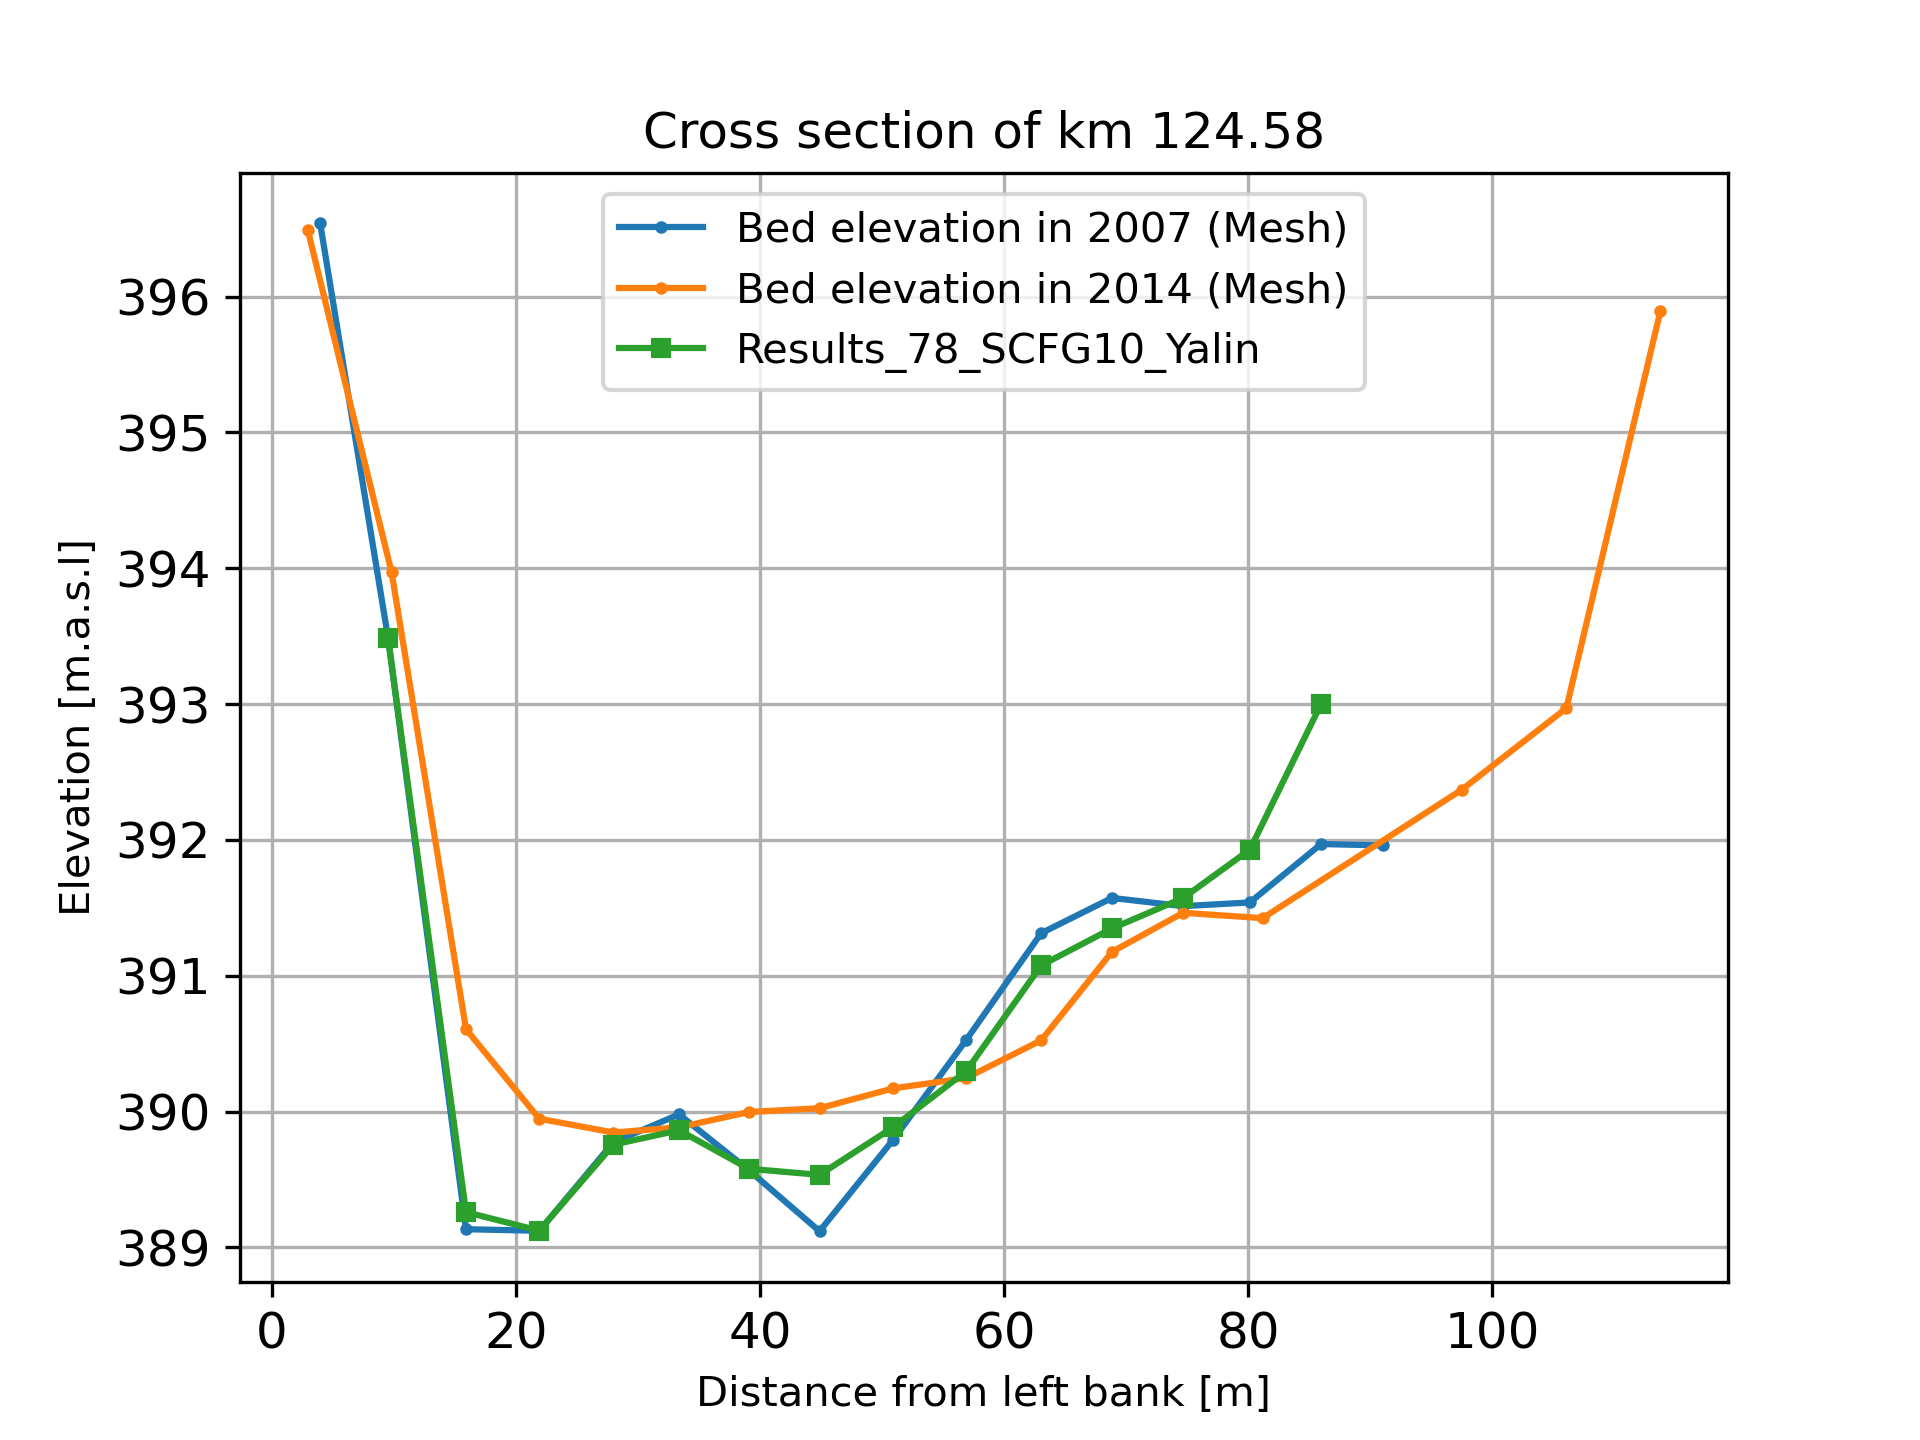 Cross section of km 124.58
Bed elevation in 2007 (Mesh)
Bed elevation in 2014 (Mesh)
Results_78_SCFG10_Yalin
396
395
394
393
392
391
390
389
Elevation [m.a.s.l]
0 20 40 60 80 100
Distance from left bank [m]